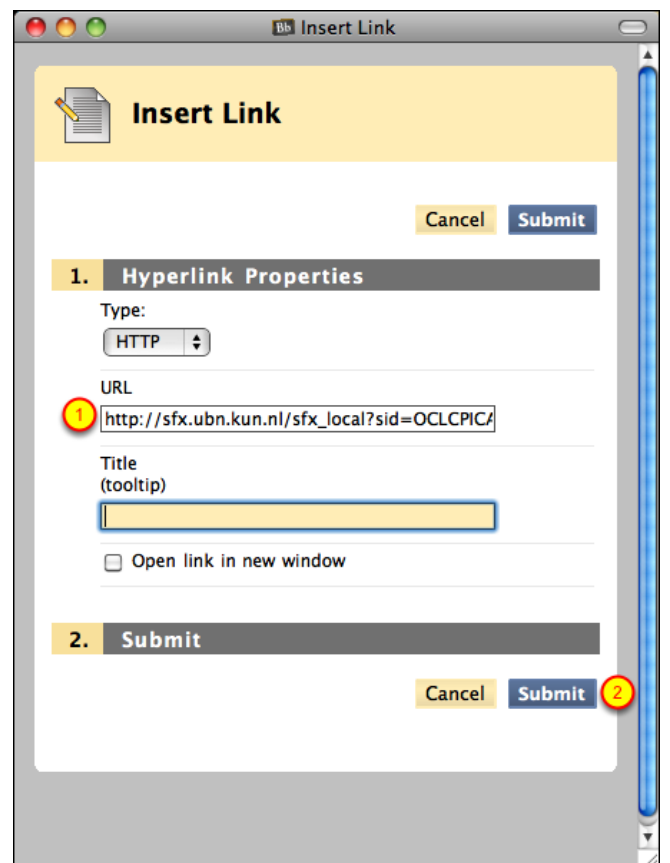 Bb Insert Link
Insert Link
Cancel Submit
1. Hyperlink Properties
Type:
HTTP
URL
1 http://sfx.ubn.kun.nl/sfx_local?sid=OCLCPICA
Title
(tooltip)
Open link in new window
2. Submit
Cancel Submit 2